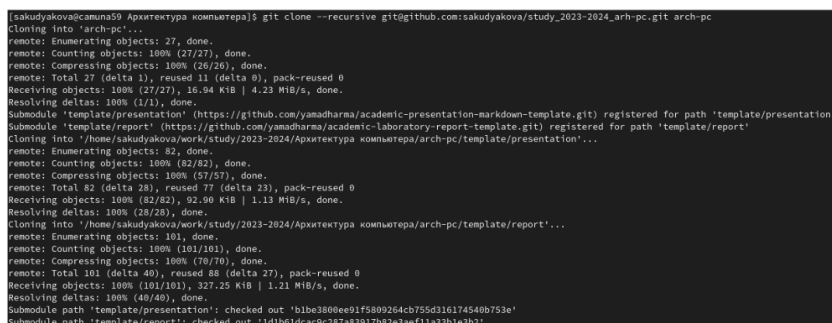 [sakudyakova@camuna59 Архитектура компьютера]$ git clone --recursive git@github.com:sakudyakova/study_2023-2024_arh-pc.git arch-pc
Cloning into 'arch-pc'...
remote: Enumerating objects: 27, done.
remote: Counting objects: 100% (27/27), done.
remote: Compressing objects: 100% (26/26), done.
remote: Total 27 (delta 1), reused 11 (delta 0), pack-reused 0
Receiving objects: 100% (27/27), 16.94 KiB | 4.23 MiB/s, done.
Resolving deltas: 100% (1/1), done.
Submodule 'template/presentation' (https://github.com/yamadharma/academic-presentation-markdown-template.git) registered for path 'template/presentation
Submodule 'template/report' (https://github.com/yamadharma/academic-laboratory-report-template.git) registered for path 'template/report'
Cloning into '/home/sakudyakova/work/study/2023-2024/Архитектура компьютера/arch-pc/template/presentation'...
remote: Enumerating objects: 82, done.
remote: Counting objects: 100% (82/82), done.
remote: Compressing objects: 100% (57/57), done.
remote: Total 82 (delta 28), reused 77 (delta 23), pack-reused 0
Receiving objects: 100% (82/82), 92.90 KiB | 1.13 MiB/s, done.
Resolving deltas: 100% (28/28), done.
Cloning into '/home/sakudyakova/work/study/2023-2024/Архитектура компьютера/arch-pc/template/report'...
remote: Enumerating objects: 101, done.
remote: Counting objects: 100% (101/101), done.
remote: Compressing objects: 100% (70/70), done.
remote: Total 101 (delta 40), reused 88 (delta 27), pack-reused 0
Receiving objects: 100% (101/101), 327.25 KiB | 1.21 MiB/s, done.
Resolving deltas: 100% (40/40), done.
Submodule path 'template/presentation': checked out 'b1be3800ee91f5809264cb755d316174540b753e'
Submodule path 'template/report': checked out